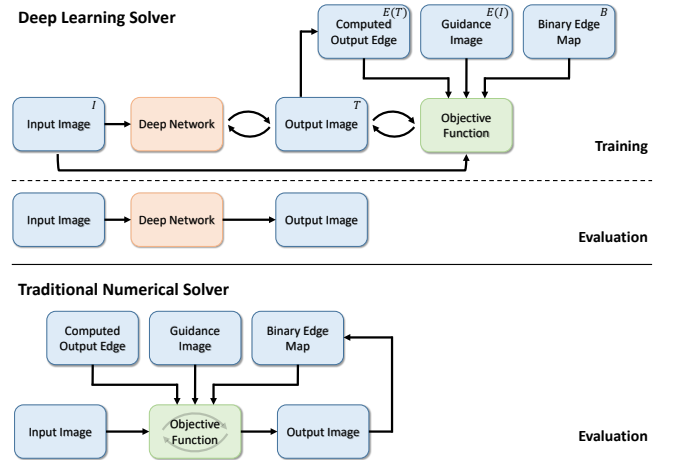 Deep Learning Solver
E(T)
Computed
Output Edge
E(I)
Guidance
Image
B
Binary Edge
Map
I
Input Image
Deep Network
T
Output Image
Objective
Function
Training
Input Image
Deep Network
Output Image
Evaluation
Traditional Numerical Solver
Computed
Output Edge
Guidance
Image
Binary Edge
Map
Input Image
Objective
Function
Output Image
Evaluation